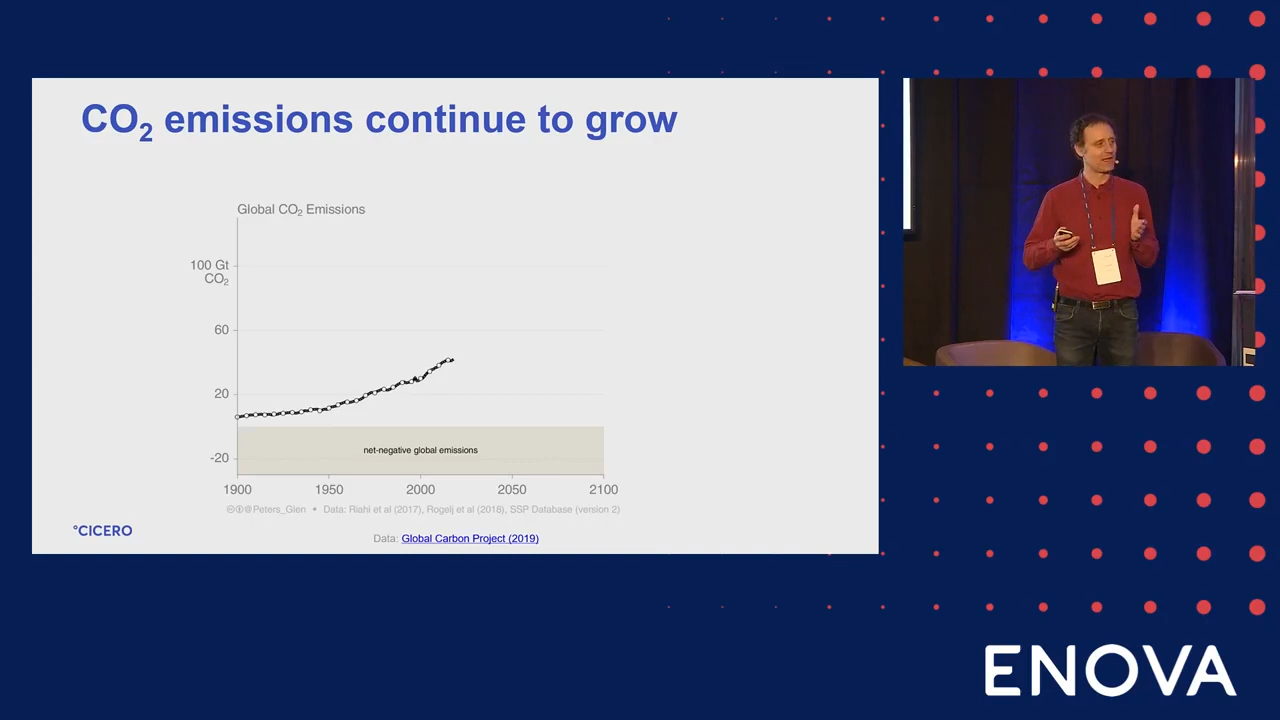 CO₂ emissions continue to grow
Global CO₂ Emissions
100 Gt
CO₂
60
20
-20
net-negative global emissions
1900 1950 2000 2050 2100
@Peters_Glen • Data: Riahi et al (2017), Rogelj et al (2018), SSP Database (version 2)
°CICERO
Data: Global Carbon Project (2019)
ENOVA